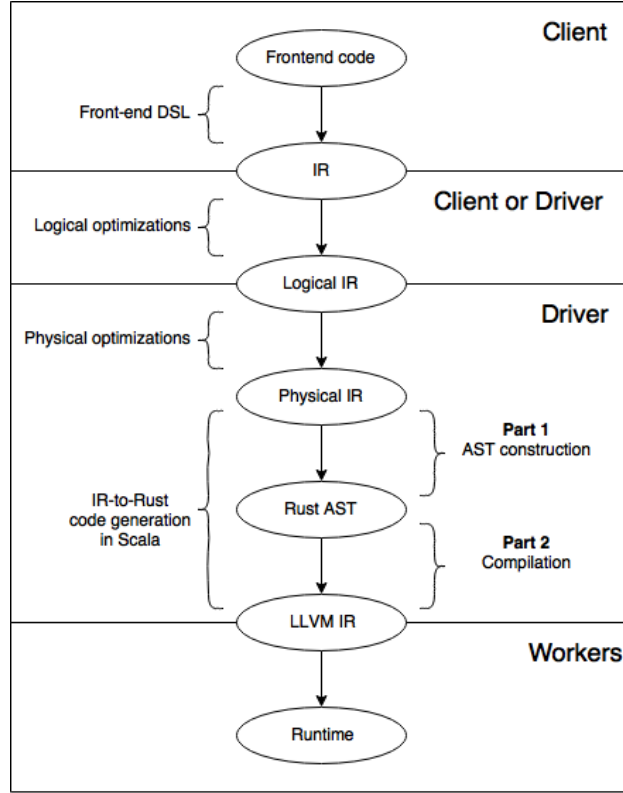 Client
Frontend code
Front-end DSL
IR
Client or Driver
Logical optimizations
Logical IR
Driver
Physical optimizations
Physical IR
Part 1
AST construction
IR-to-Rust
code generation
in Scala
Rust AST
Part 2
Compilation
LLVM IR
Workers
Runtime